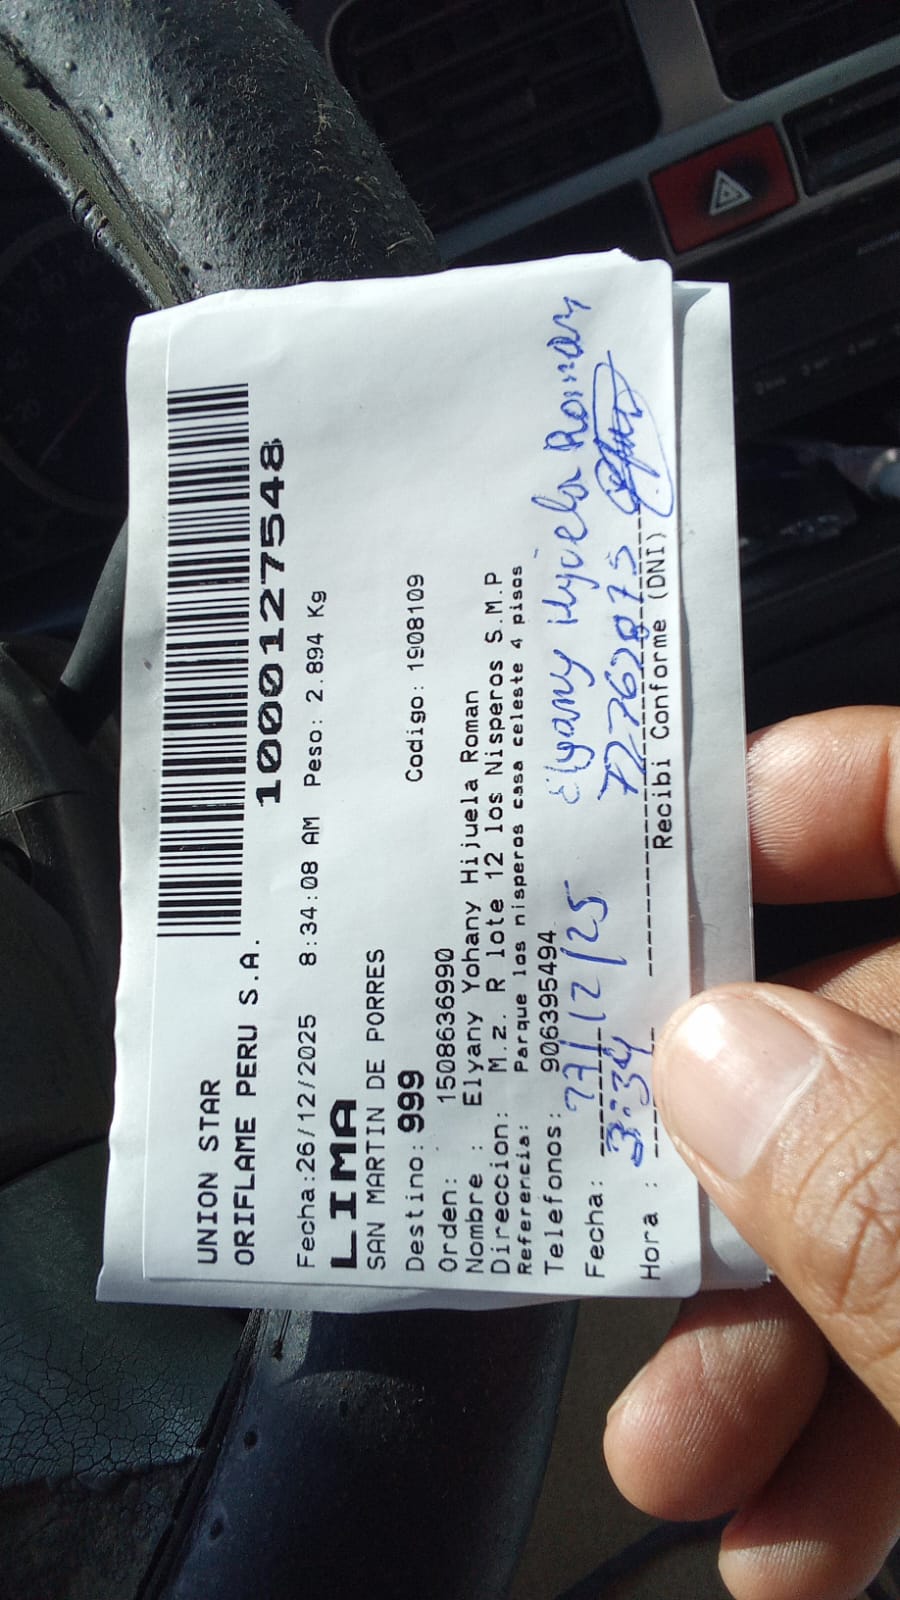 UNION STAR
ORIFLAME PERU S.A.
1000127548
Fecha:26/12/2025 8:34:08 AM Peso: 2.894 Kg
LIMA
SAN MARTIN DE PORRES
Destino: 999 Codigo: 1908109
Orden: 1508636990
Nombre : Elyany Yohany Hijuela Roman
Direccion: M.z. R lote 12 los Nisperos S.M.P
Referencia: Parque los nisperos casa celeste 4 pisos
Telefonos: 906395494
Elyany Hijuela Roman
Fecha: 27/12/25
Hora : 3:34
Recibi Conforme (DNI)